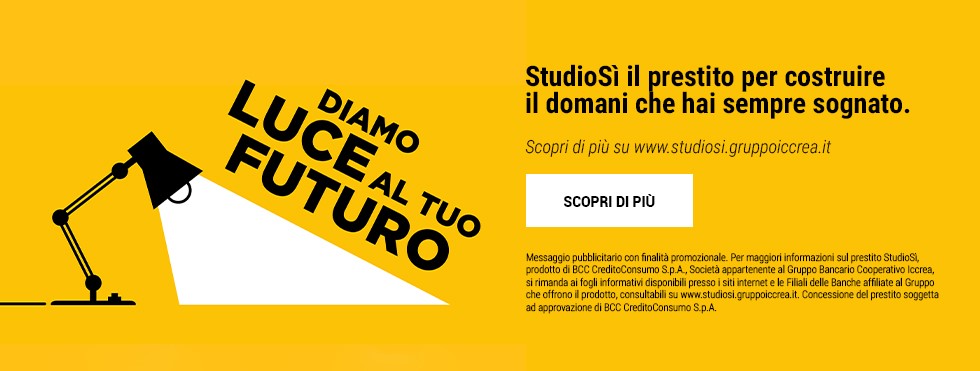 DIAMO
LUCE AL TUO
FUTURO
StudioSì il prestito per costruire
il domani che hai sempre sognato.
Scopri di più su www.studiosi.gruppoiccrea.it
SCOPRI DI PIÙ
Messaggio pubblicitario con finalità promozionale. Per maggiori informazioni sul prestito StudioSì,
prodotto di BCC CreditoConsumo S.p.A., Società appartenente al Gruppo Bancario Cooperativo Iccrea,
si rimanda ai fogli informativi disponibili presso i siti internet e le Filiali delle Banche affiliate al Gruppo
che offrono il prodotto, consultabili su www.studiosi.gruppoiccrea.it. Concessione del prestito soggetta
ad approvazione di BCC CreditoConsumo S.p.A.